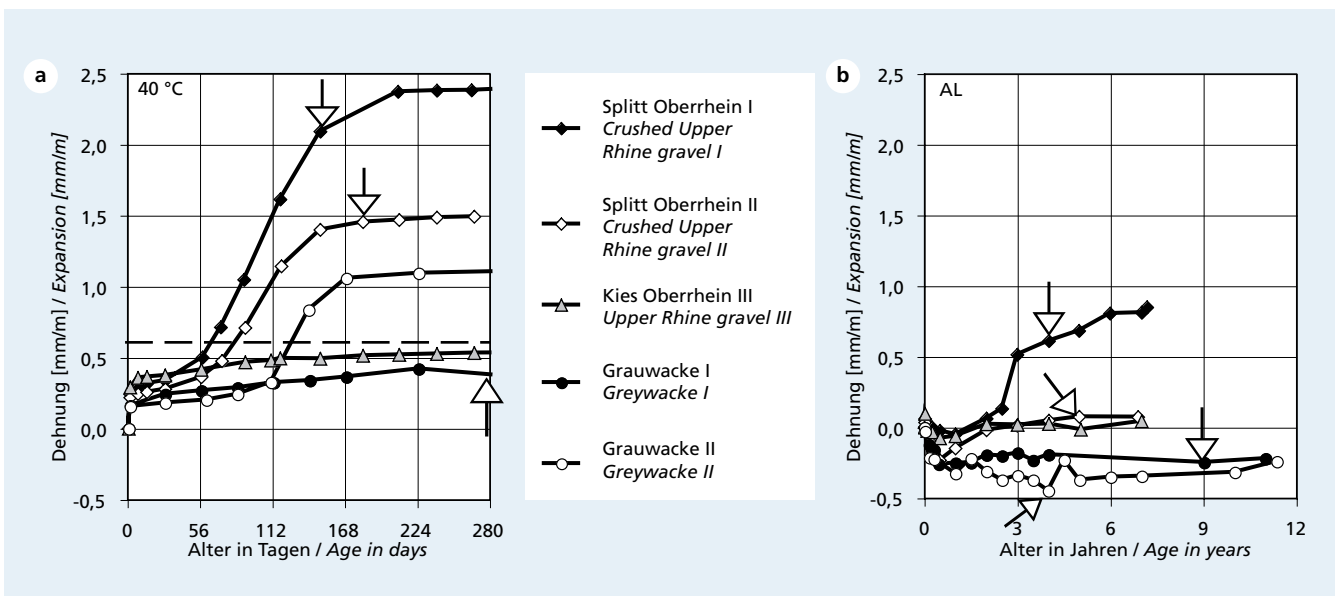 a
40 °C
2,5
2,0
1,5
1,0
0,5
0,0
-0,5
Dehnung [mm/m] / Expansion [mm/m]
0 56 112 168 224 280
Alter in Tagen / Age in days
Splitt Oberrhein I
Crushed Upper
Rhine gravel I
Splitt Oberrhein II
Crushed Upper
Rhine gravel II
Kies Oberrhein III
Upper Rhine gravel III
Grauwacke I
Greywacke I
Grauwacke II
Greywacke II
b
AL
2,5
2,0
1,5
1,0
0,5
0,0
-0,5
Dehnung [mm/m] / Expansion [mm/m]
0 3 6 9 12
Alter in Jahren / Age in years